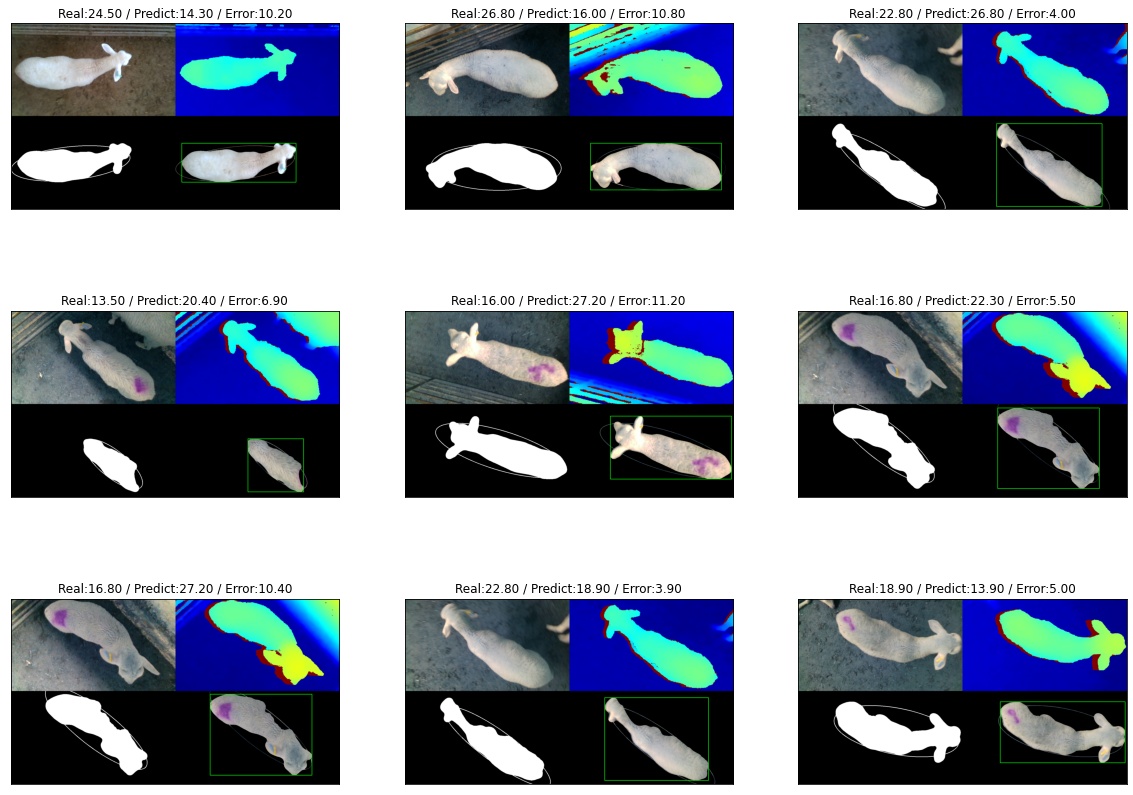 Real:24.50 / Predict:14.30 / Error:10.20
Real:26.80 / Predict:16.00 / Error:10.80
Real:22.80 / Predict:26.80 / Error:4.00
Real:13.50 / Predict:20.40 / Error:6.90
Real:16.00 / Predict:27.20 / Error:11.20
Real:16.80 / Predict:22.30 / Error:5.50
Real:16.80 / Predict:27.20 / Error:10.40
Real:22.80 / Predict:18.90 / Error:3.90
Real:18.90 / Predict:13.90 / Error:5.00